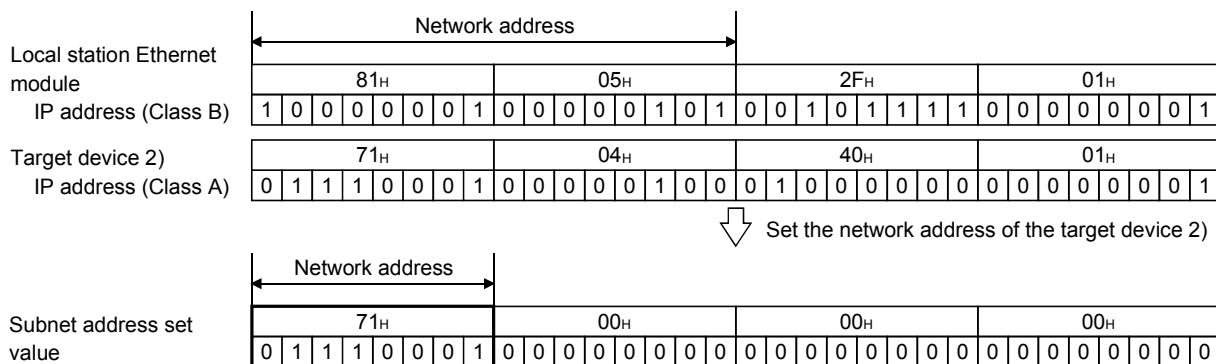 Network address
Local station Ethernet
module
81H 05H 2FH 01H
IP address (Class B) 1 0 0 0 0 0 0 1 0 0 0 0 0 1 0 1 0 0 1 0 1 1 1 1 0 0 0 0 0 0 0 1
Target device 2) 71H 04H 40H 01H
IP address (Class A) 0 1 1 1 0 0 0 1 0 0 0 0 0 1 0 0 0 1 0 0 0 0 0 0 0 0 0 0 0 0 0 1
Set the network address of the target device 2)
Network address
Subnet address set 71H 00H 00H 00H
value 0 1 1 1 0 0 0 1 0 0 0 0 0 0 0 0 0 0 0 0 0 0 0 0 0 0 0 0 0 0 0 0